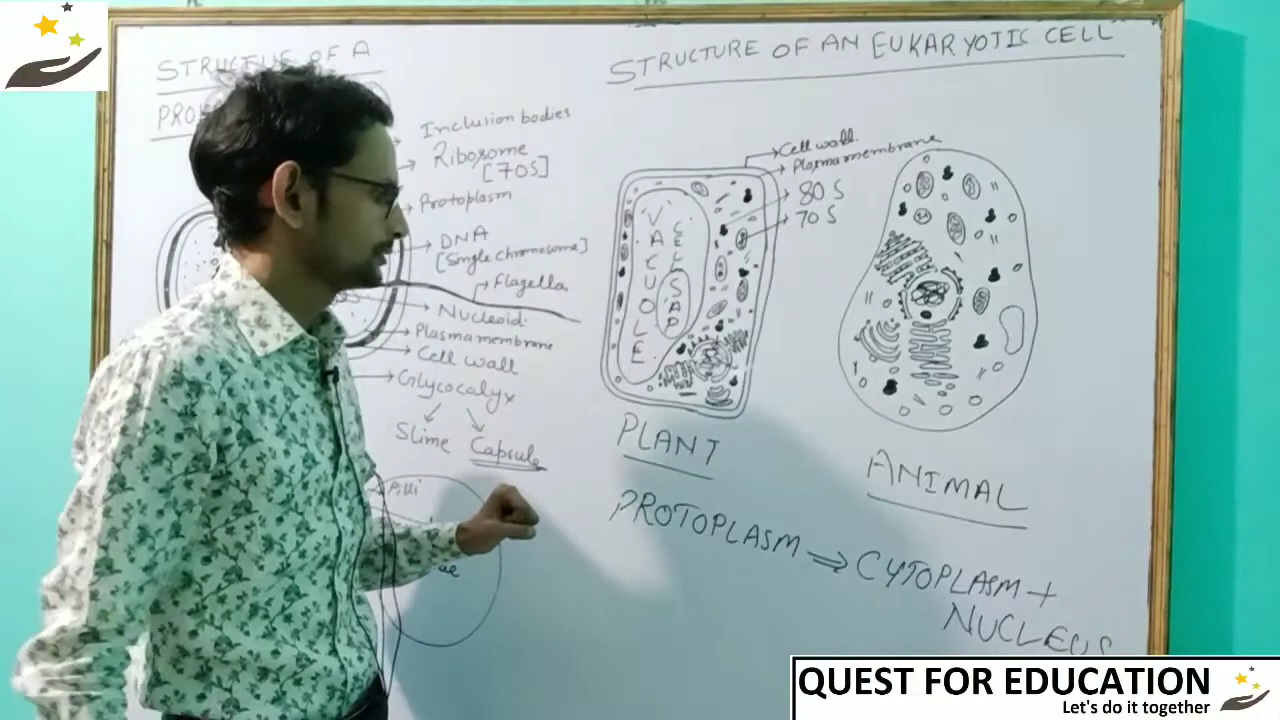 STRUCTURE OF A
Inclusion bodies
Ribosome
[70S]
Protoplasm
DNA
[Single chromosome]
Flagella
Nucleoid
Plasma membrane
Cell wall
Glycocalyx
Slime Capsule
Pilli
STRUCTURE OF AN EUKARYOTIC CELL
Cell wall
Plasma membrane
80 S
70 S
VACUOLE
CELL SAP
PLANT
ANIMAL
PROTOPLASM ⇒ CYTOPLASM +
NUCLEUS
QUEST FOR EDUCATION
Let's do it together